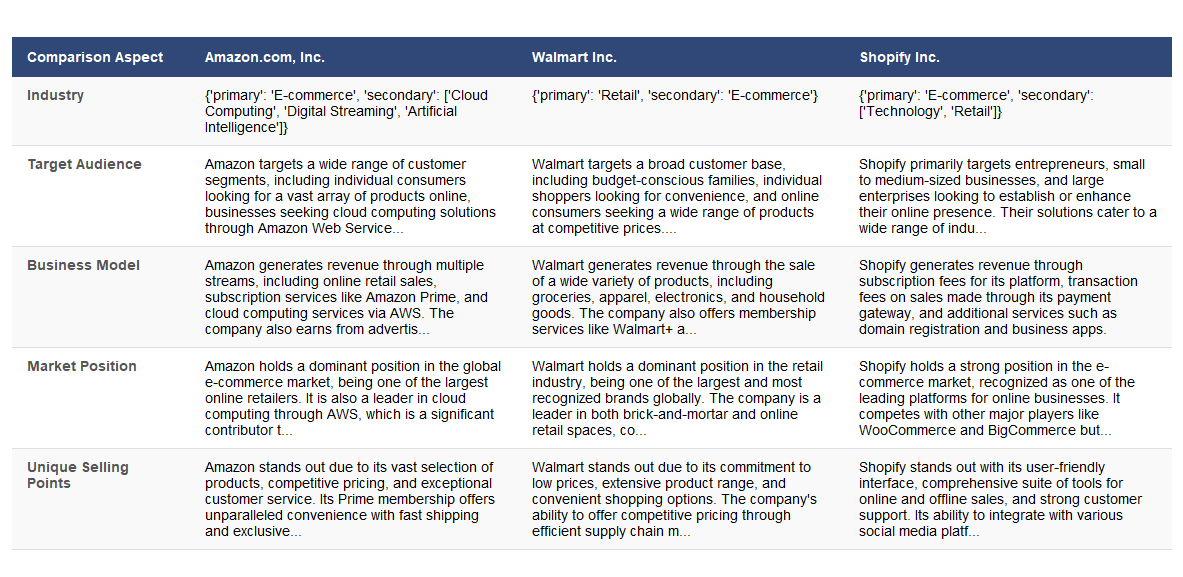 Comparison Aspect Amazon.com, Inc. Walmart Inc. Shopify Inc.
Industry
{'primary': 'E-commerce', 'secondary': ['Cloud
Computing', 'Digital Streaming', 'Artificial
Intelligence']}
{'primary': 'Retail', 'secondary': 'E-commerce'}
{'primary': 'E-commerce', 'secondary':
['Technology', 'Retail']}
Target Audience
Amazon targets a wide range of customer
segments, including individual consumers
looking for a vast array of products online,
businesses seeking cloud computing solutions
through Amazon Web Service...
Walmart targets a broad customer base,
including budget-conscious families, individual
shoppers looking for convenience, and online
consumers seeking a wide range of products
at competitive prices....
Shopify primarily targets entrepreneurs, small
to medium-sized businesses, and large
enterprises looking to establish or enhance
their online presence. Their solutions cater to a
wide range of indu...
Business Model
Amazon generates revenue through multiple
streams, including online retail sales,
subscription services like Amazon Prime, and
cloud computing services via AWS. The
company also earns from advertis...
Walmart generates revenue through the sale
of a wide variety of products, including
groceries, apparel, electronics, and household
goods. The company also offers membership
services like Walmart+ a...
Shopify generates revenue through
subscription fees for its platform, transaction
fees on sales made through its payment
gateway, and additional services such as
domain registration and business apps.
Market Position
Amazon holds a dominant position in the global
e-commerce market, being one of the largest
online retailers. It is also a leader in cloud
computing through AWS, which is a significant
contributor t...
Walmart holds a dominant position in the retail
industry, being one of the largest and most
recognized brands globally. The company is a
leader in both brick-and-mortar and online
retail spaces, co...
Shopify holds a strong position in the e-
commerce market, recognized as one of the
leading platforms for online businesses. It
competes with other major players like
WooCommerce and BigCommerce but...
Unique Selling
Points
Amazon stands out due to its vast selection of
products, competitive pricing, and exceptional
customer service. Its Prime membership offers
unparalleled convenience with fast shipping
and exclusive...
Walmart stands out due to its commitment to
low prices, extensive product range, and
convenient shopping options. The company's
ability to offer competitive pricing through
efficient supply chain m...
Shopify stands out with its user-friendly
interface, comprehensive suite of tools for
online and offline sales, and strong customer
support. Its ability to integrate with various
social media platf...